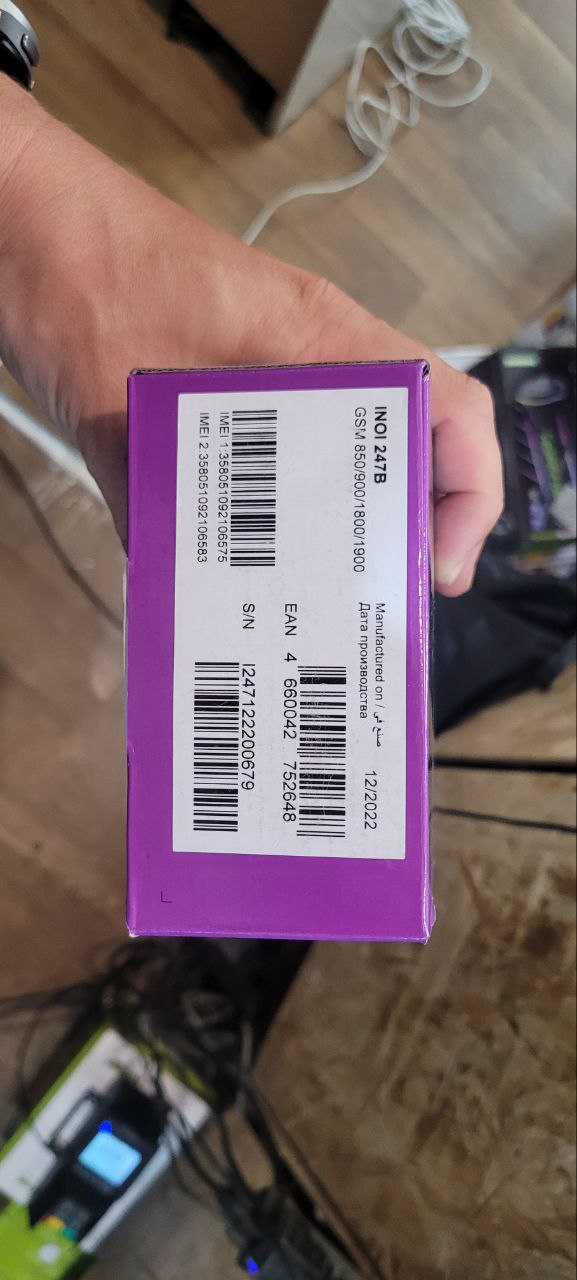 INOI 247B
GSM 850/900/1800/1900
IMEI 1:358051092106575
IMEI 2:358051092106583
Manufactured on / صنع في
Дата производства
12/2022
EAN 4 660042 752648
S/N I247122200679